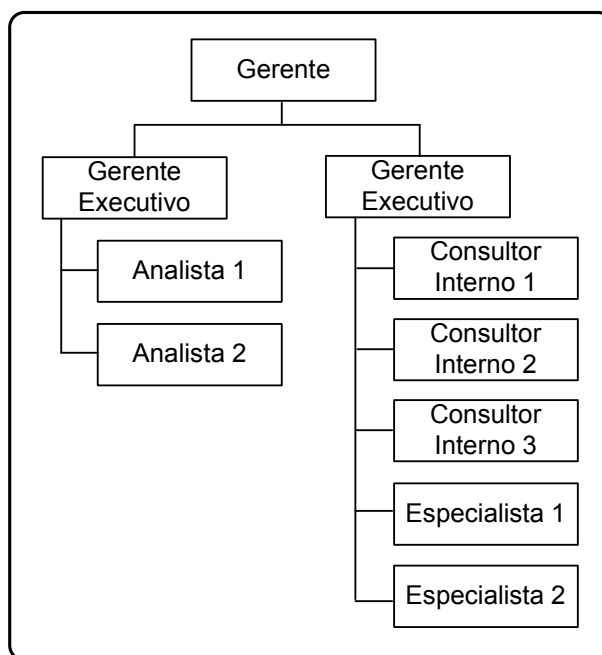 Gerente
Gerente
Executivo
Analista 1
Analista 2
Gerente
Executivo
Consultor
Interno 1
Consultor
Interno 2
Consultor
Interno 3
Especialista 1
Especialista 2